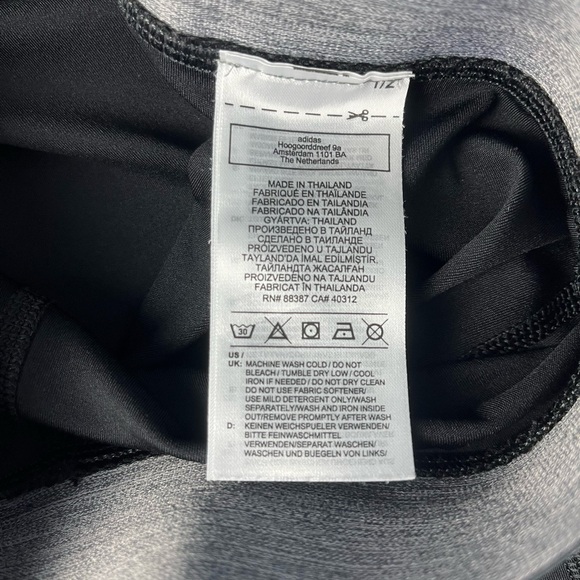 1/2
adidas
Hoogoorddreef 9a
Amsterdam 1101 BA
The Netherlands
MADE IN THAILAND
FABRIQUÉ EN THAÏLANDE
FABRICADO EN TAILANDIA
FABRICADO NA TAILÂNDIA
GYÁRTVA: THAILAND
ПРОИЗВЕДЕНО В ТАЙЛАНД
СДЕЛАНО В ТАИЛАНДЕ
PROIZVEDENO U TAJLANDU
TAYLAND'DA İMAL EDİLMİŞTİR.
ТАЙЛАНДТА ЖАСАЛҒАН
FABRICAT ÎN THAILANDA
RN# 88387 CA# 40312
30
US /
UK: MACHINE WASH COLD / DO NOT
BLEACH / TUMBLE DRY LOW / COOL
IRON IF NEEDED / DO NOT DRY CLEAN
DO NOT USE FABRIC SOFTENER/
USE MILD DETERGENT ONLY/WASH
SEPARATELY/WASH AND IRON INSIDE
OUT/REMOVE PROMPTLY AFTER WASH
D: KEINEN WEICHSPUELER VERWENDEN/
BITTE FEINWASCHMITTEL
VERWENDEN/SEPARAT WASCHEN/
WASCHEN UND BUEGELN VON LINKS/